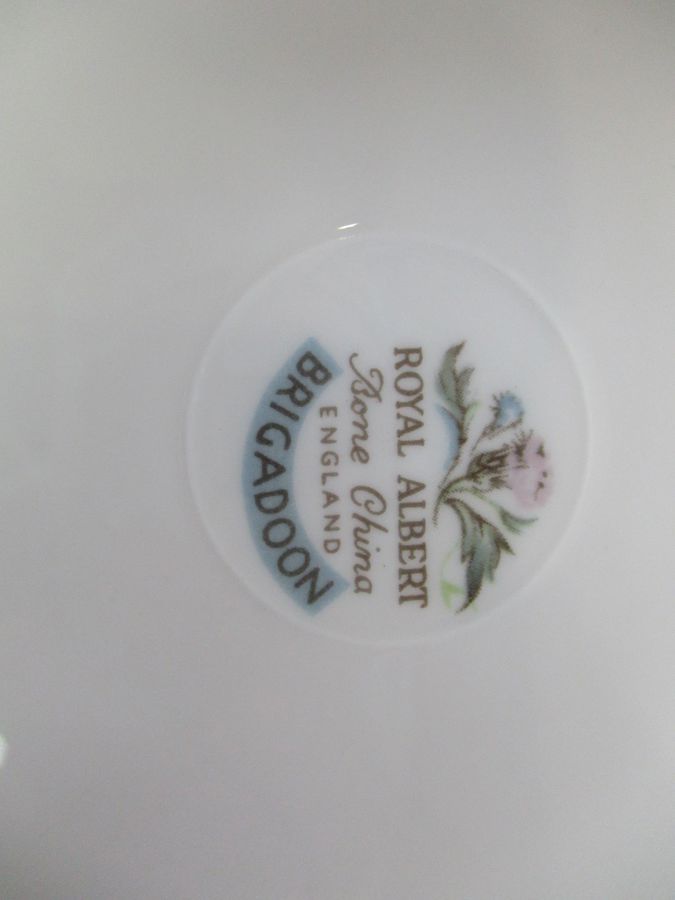 ROYAL ALBERT
Bone China
ENGLAND
BRIGADOON